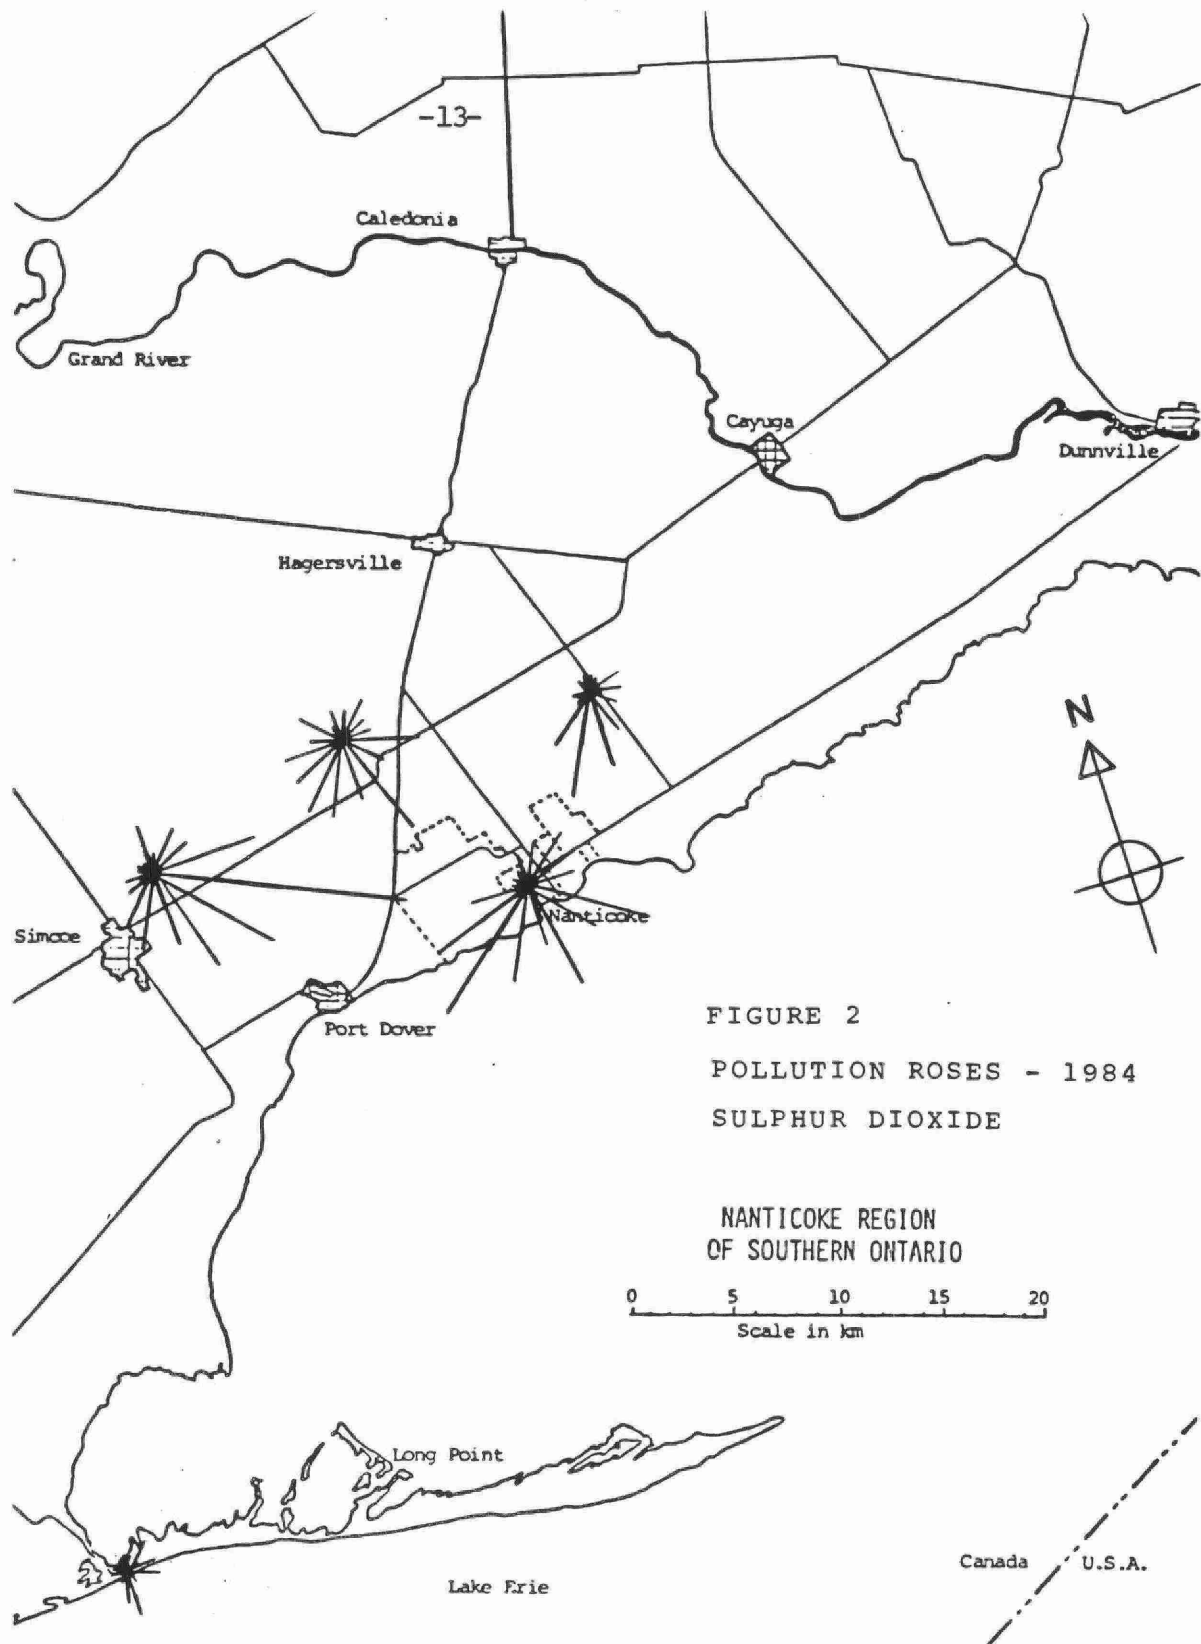 -13-
Caledonia
Grand River
Cayuga
Dunnville
Hagersville
N
Simcoe
Nanticoke
Port Dover
FIGURE 2
POLLUTION ROSES - 1984
SULPHUR DIOXIDE
NANTICOKE REGION
OF SOUTHERN ONTARIO
0 5 10 15 20
Scale in km
Long Point
Lake Erie
Canada U.S.A.